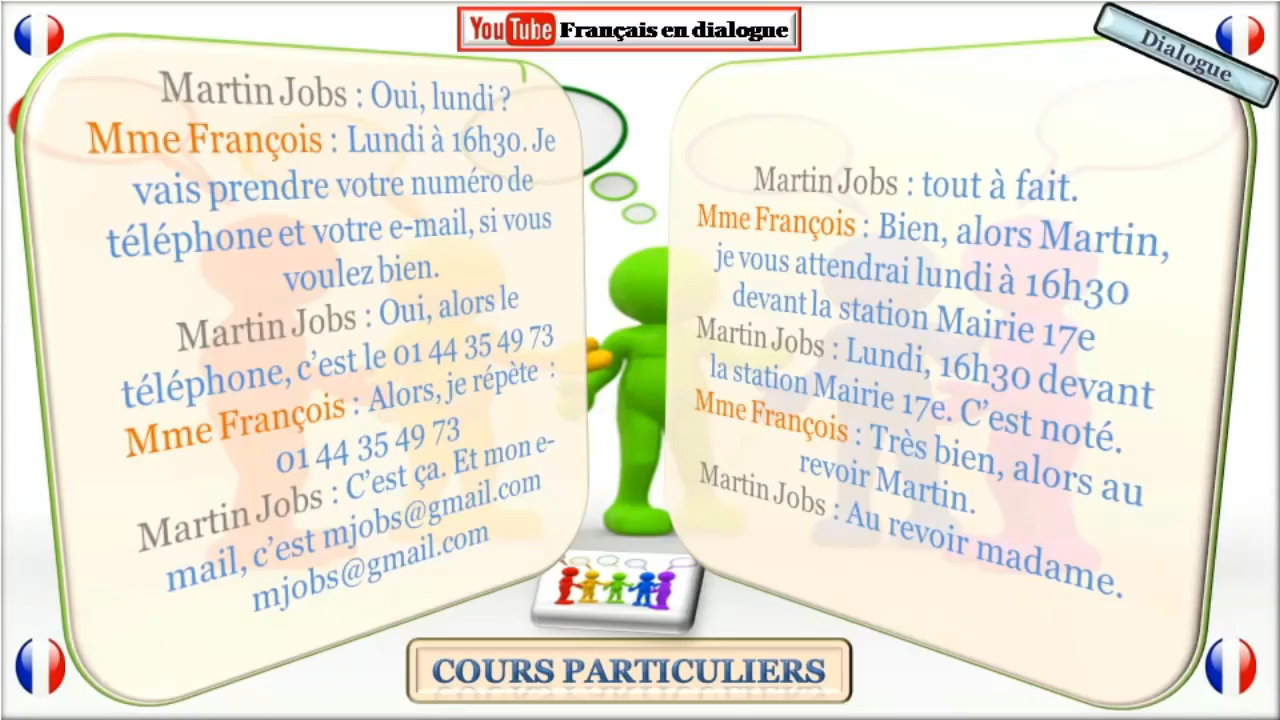 YouTube Français en dialogue
Dialogue
Martin Jobs : Oui, lundi ?
Mme François : Lundi à 16h30. Je
vais prendre votre numéro de
téléphone et votre e-mail, si vous
voulez bien.
Martin Jobs : Oui, alors le
téléphone, c’est le 01 44 35 49 73
Mme François : Alors, je répète :
01 44 35 49 73
Martin Jobs : C’est ça. Et mon e-
mail, c’est mjobs@gmail.com
mjobs@gmail.com
Martin Jobs : tout à fait.
Mme François : Bien, alors Martin,
je vous attendrai lundi à 16h30
devant la station Mairie 17e
Martin Jobs : Lundi, 16h30 devant
la station Mairie 17e. C’est noté.
Mme François : Très bien, alors au
revoir Martin.
Martin Jobs : Au revoir madame.
COURS PARTICULIERS